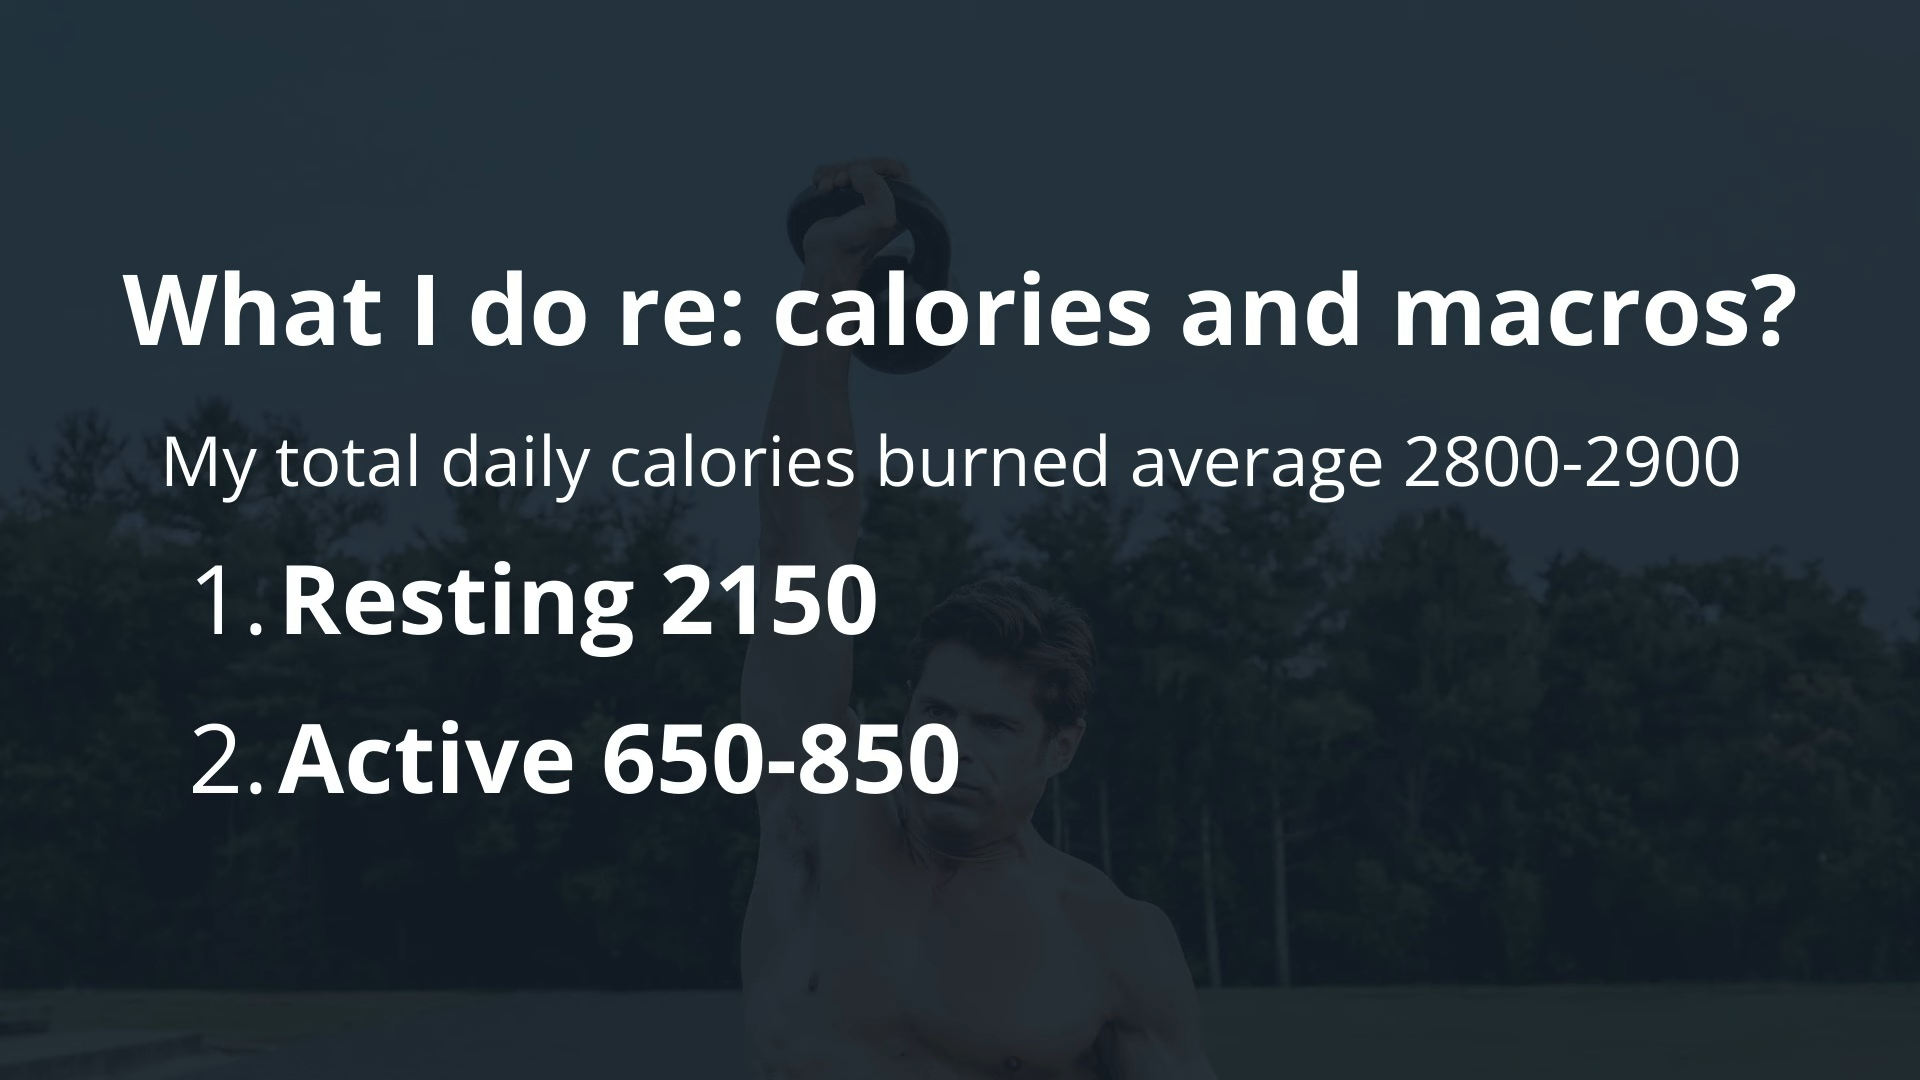 What I do re: calories and macros?
My total daily calories burned average 2800-2900
1. Resting 2150
2. Active 650-850